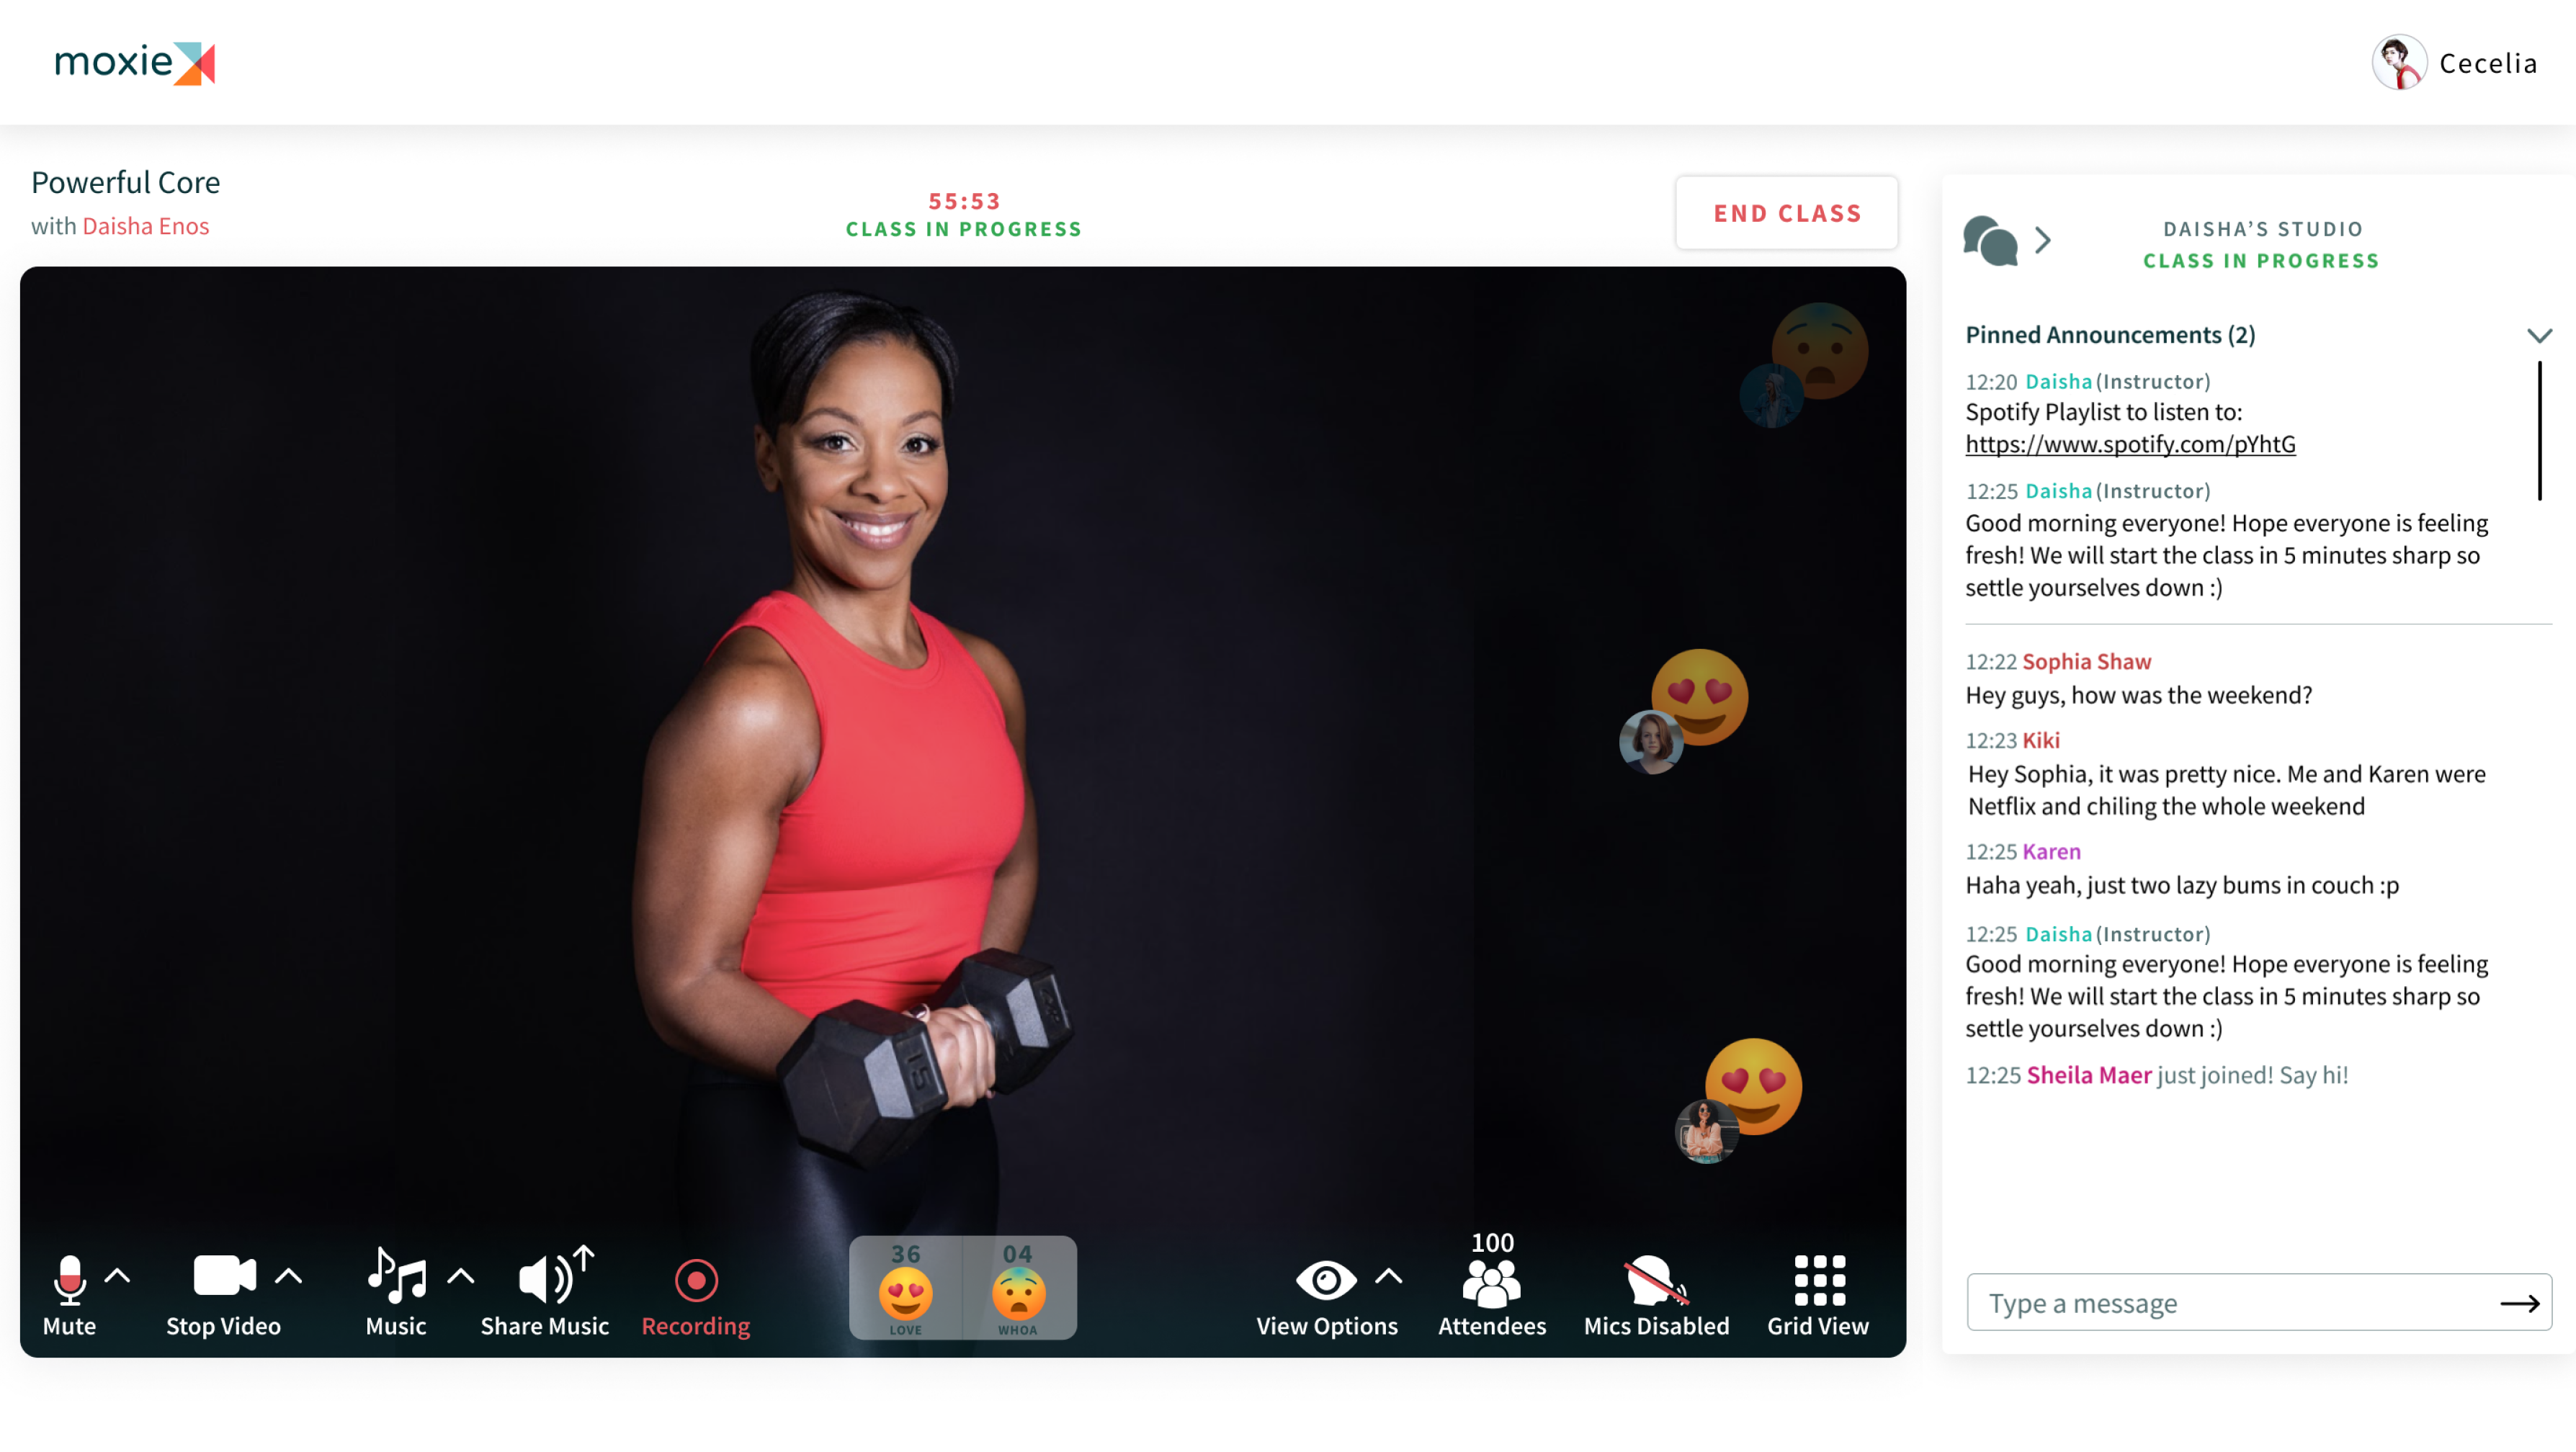 moxie
Cecelia
Powerful Core
with Daisha Enos
55:53
CLASS IN PROGRESS
END CLASS
DAISHA'S STUDIO
CLASS IN PROGRESS
Pinned Announcements (2)
12:20 Daisha (Instructor)
Spotify Playlist to listen to:
https://www.spotify.com/pYhtG
12:25 Daisha (Instructor)
Good morning everyone! Hope everyone is feeling
fresh! We will start the class in 5 minutes sharp so
settle yourselves down :)
12:22 Sophia Shaw
Hey guys, how was the weekend?
12:23 Kiki
Hey Sophia, it was pretty nice. Me and Karen were
Netflix and chiling the whole weekend
12:25 Karen
Haha yeah, just two lazy bums in couch :p
12:25 Daisha (Instructor)
Good morning everyone! Hope everyone is feeling
fresh! We will start the class in 5 minutes sharp so
settle yourselves down :)
12:25 Sheila Maer just joined! Say hi!
Type a message
15
Mute
Stop Video
Music
Share Music
Recording
36
LOVE
04
WHOA
View Options
100
Attendees
Mics Disabled
Grid View